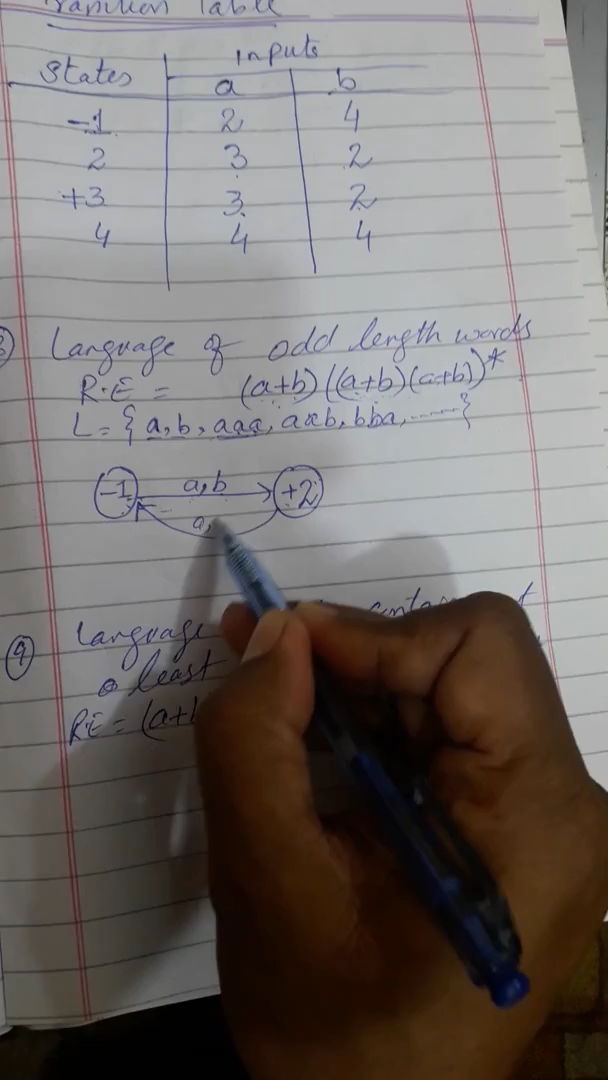 Table
States Inputs
a b
-1 2 4
2 3 2
+3 3 2
4 4 4
Language of odd length words
R.E = (a+b)((a+b)(a+b))*
L = { a, b, aaa, aab, bba, ...... }
-1 a,b +2
a,
9 Language
least
RE = (a+